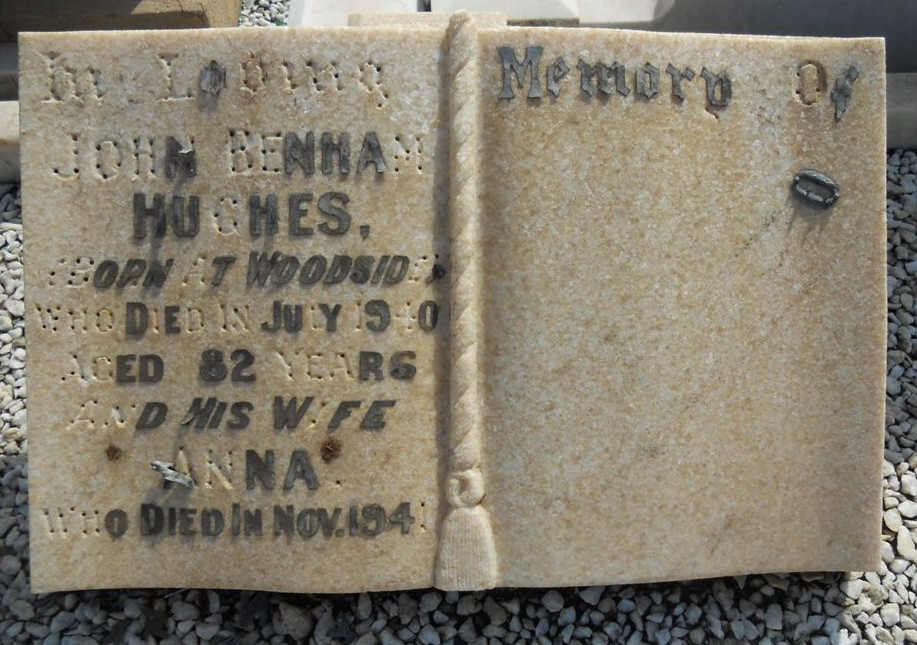 In Loving
JOHN BENHAM
HUGHES,
BORN AT WOODSIDE,
WHO DIED IN JULY 1940
AGED 82 YEARS
AND HIS WIFE
ANNA.
WHO DIED IN NOV. 1941
Memory Of